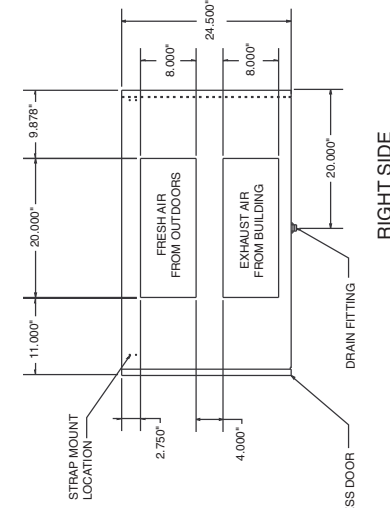 11.000"
20.000"
9.878"
24.500"
8.000"
8.000"
STRAP MOUNT
LOCATION
2.750"
4.000"
FRESH AIR
FROM OUTDOORS
EXHAUST AIR
FROM BUILDING
20.000"
DRAIN FITTING
SS DOOR
RIGHT SIDE